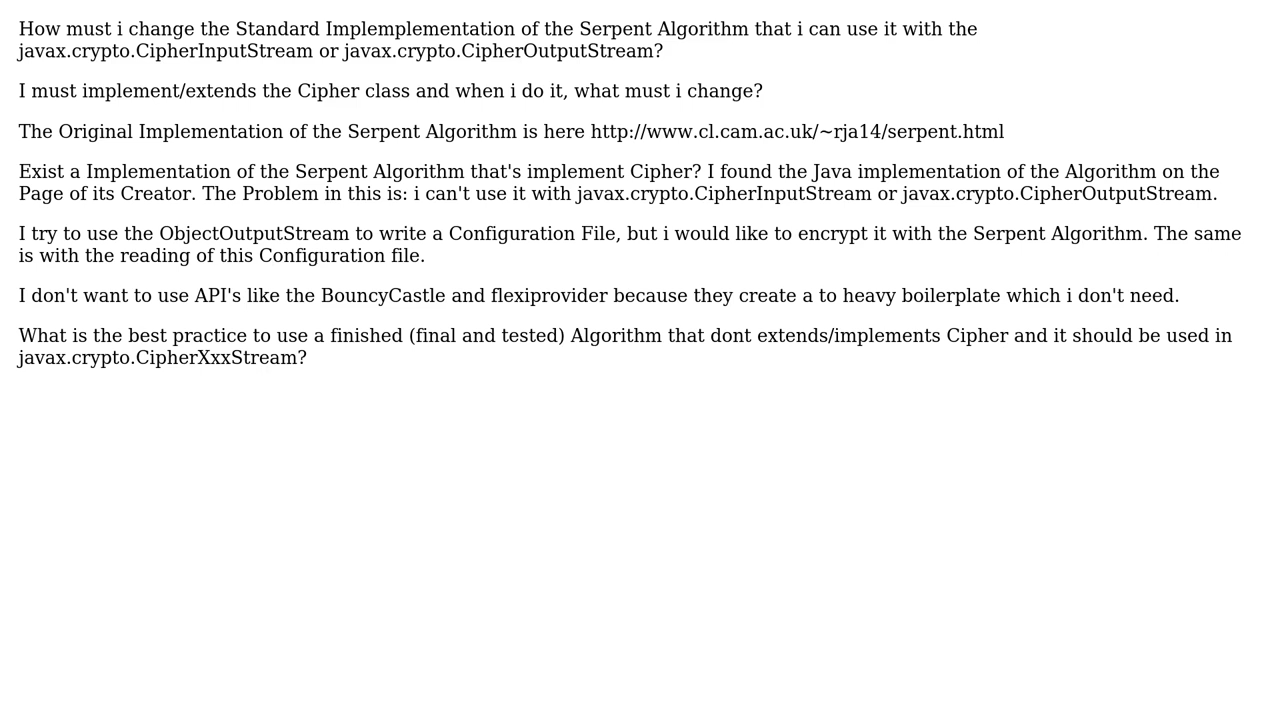 How must i change the Standard Implemplementation of the Serpent Algorithm that i can use it with the
javax.crypto.CipherInputStream or javax.crypto.CipherOutputStream?
I must implement/extends the Cipher class and when i do it, what must i change?
The Original Implementation of the Serpent Algorithm is here http://www.cl.cam.ac.uk/~rja14/serpent.html
Exist a Implementation of the Serpent Algorithm that's implement Cipher? I found the Java implementation of the Algorithm on the
Page of its Creator. The Problem in this is: i can't use it with javax.crypto.CipherInputStream or javax.crypto.CipherOutputStream.
I try to use the ObjectOutputStream to write a Configuration File, but i would like to encrypt it with the Serpent Algorithm. The same
is with the reading of this Configuration file.
I don't want to use API's like the BouncyCastle and flexiprovider because they create a to heavy boilerplate which i don't need.
What is the best practice to use a finished (final and tested) Algorithm that dont extends/implements Cipher and it should be used in
javax.crypto.CipherXxxStream?